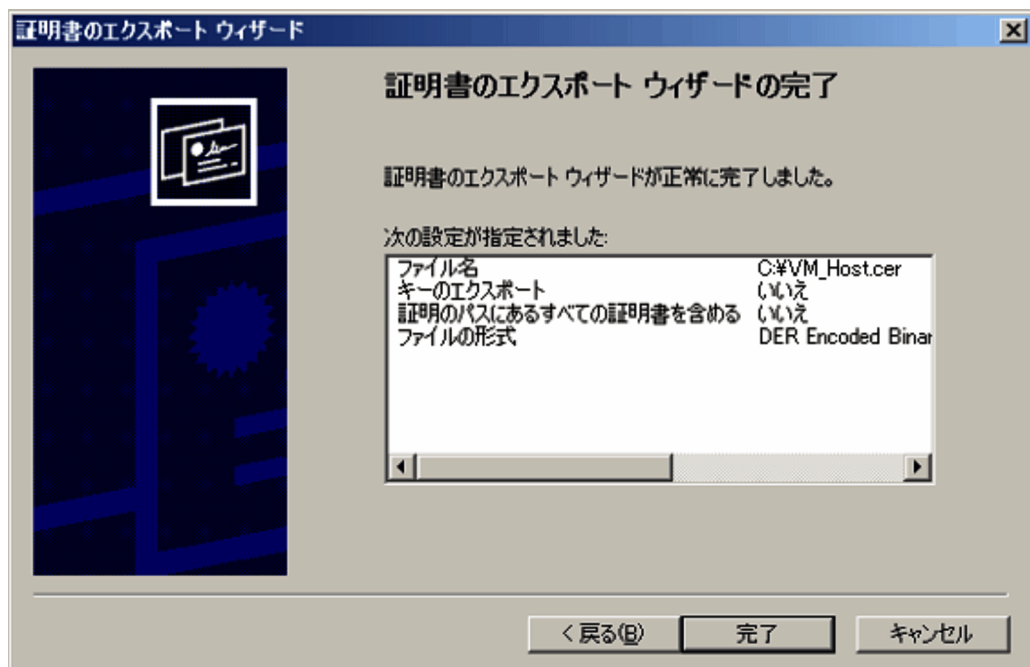 証明書のエクスポート ウィザード
証明書のエクスポート ウィザードの完了
証明書のエクスポート ウィザードが正常に完了しました。
次の設定が指定されました:
ファイル名 C:¥VM_Host.cer
キーのエクスポート いいえ
証明のパスにあるすべての証明書を含める いいえ
ファイルの形式 DER Encoded Binar
< 戻る(B) 完了 キャンセル